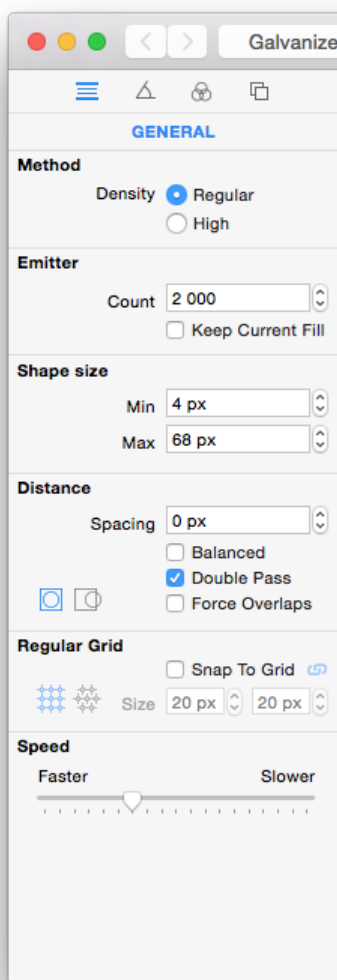 Galvanize
GENERAL
Method
Density Regular
High
Emitter
Count 2 000
Keep Current Fill
Shape size
Min 4 px
Max 68 px
Distance
Spacing 0 px
Balanced
Double Pass
Force Overlaps
Regular Grid
Snap To Grid
Size 20 px 20 px
Speed
Faster Slower